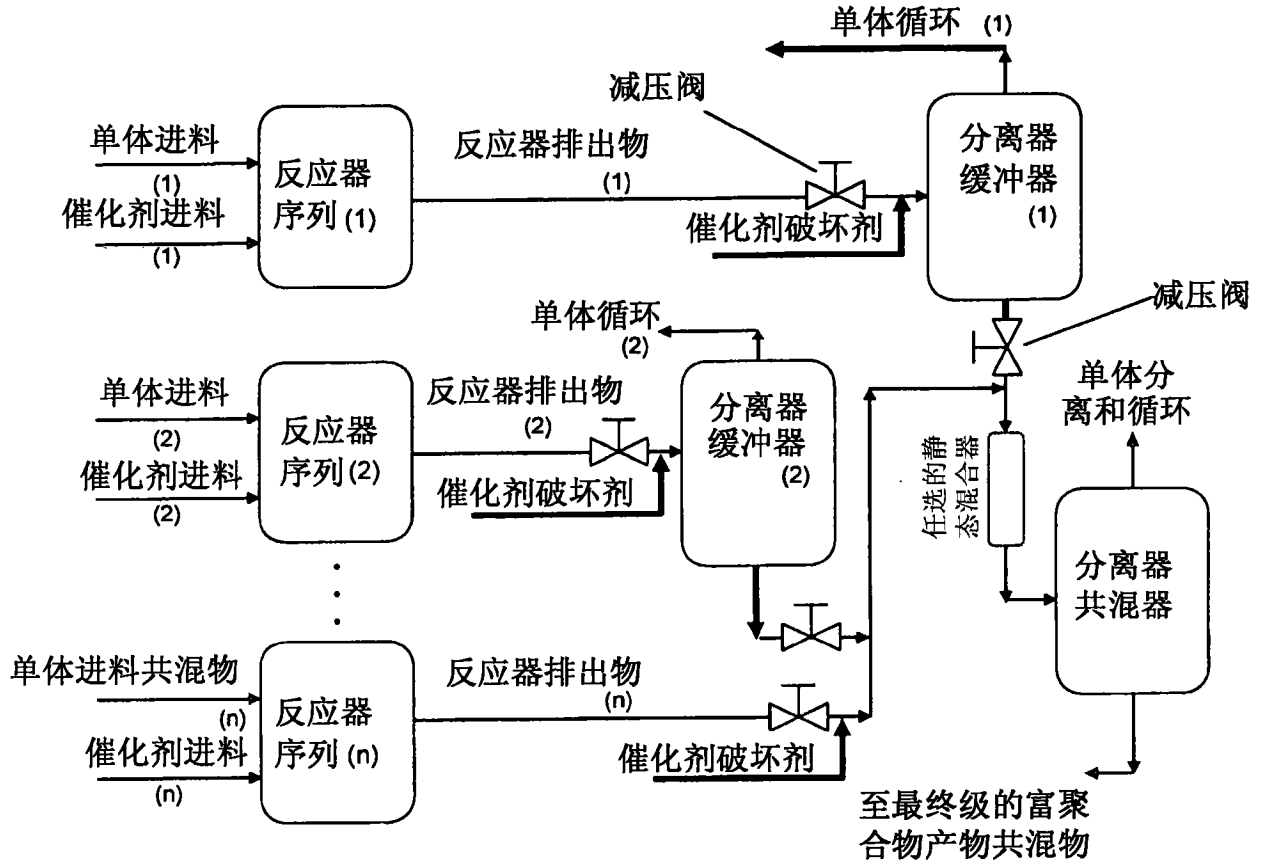 单体循环 (1)
减压阀
单体进料
(1)
催化剂进料
(1)
反应器
序列(1)
反应器排出物
(1)
催化剂破坏剂
分离器
缓冲器
(1)
减压阀
单体循环
(2)
单体进料
(2)
催化剂进料
(2)
反应器
序列(2)
反应器排出物
(2)
催化剂破坏剂
分离器
缓冲器
(2)
任选的静
态混合器
单体分
离和循环
分离器
共混器
单体进料共混物
(n)
催化剂进料
(n)
反应器
序列(n)
反应器排出物
(n)
催化剂破坏剂
至最终级的富聚
合物产物共混物